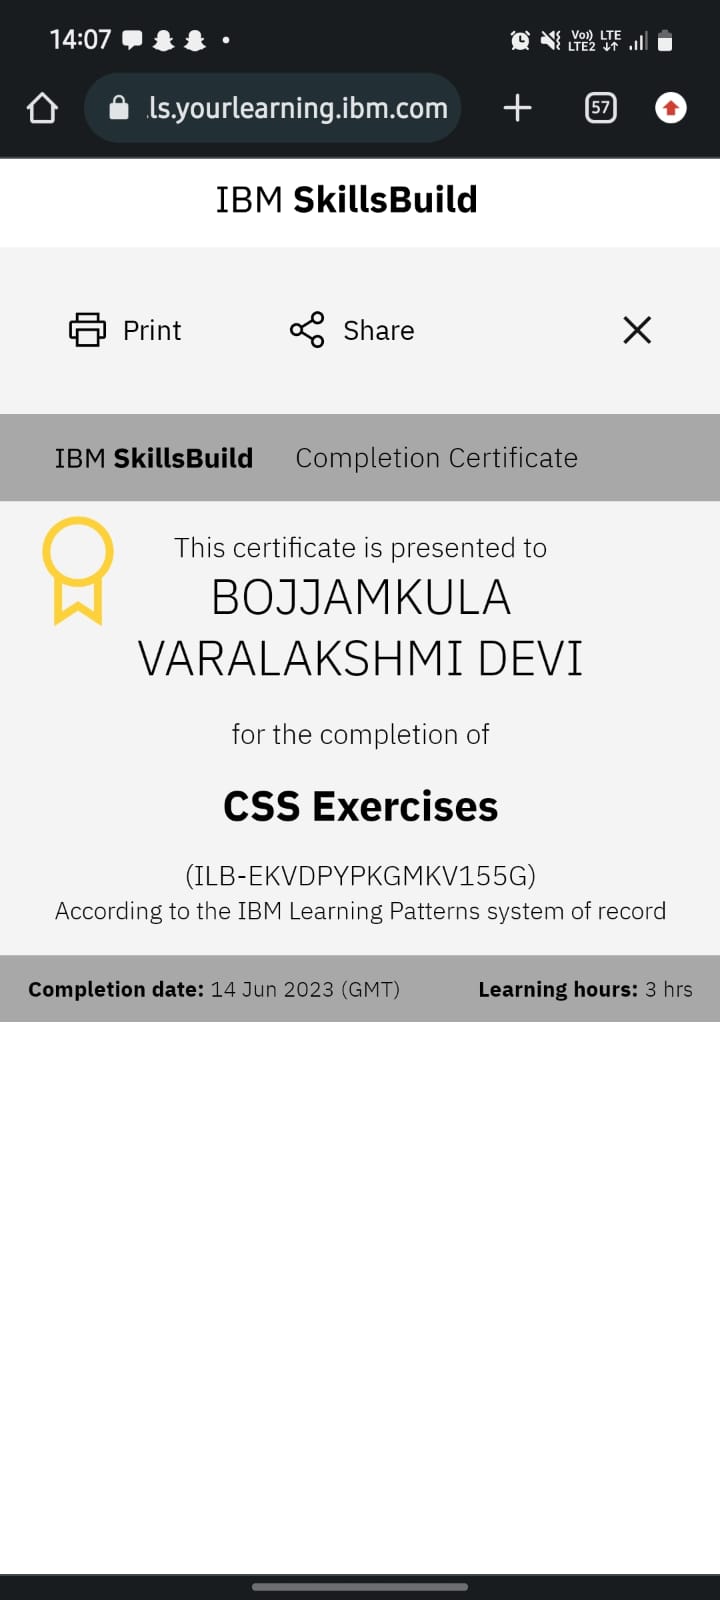 14:07
Vo)) LTE
LTE2
.ls.yourlearning.ibm.com
57
IBM SkillsBuild
Print
Share
IBM SkillsBuild Completion Certificate
This certificate is presented to
BOJJAMKULA
VARALAKSHMI DEVI
for the completion of
CSS Exercises
(ILB-EKVDPYPKGMKV155G)
According to the IBM Learning Patterns system of record
Completion date: 14 Jun 2023 (GMT) Learning hours: 3 hrs